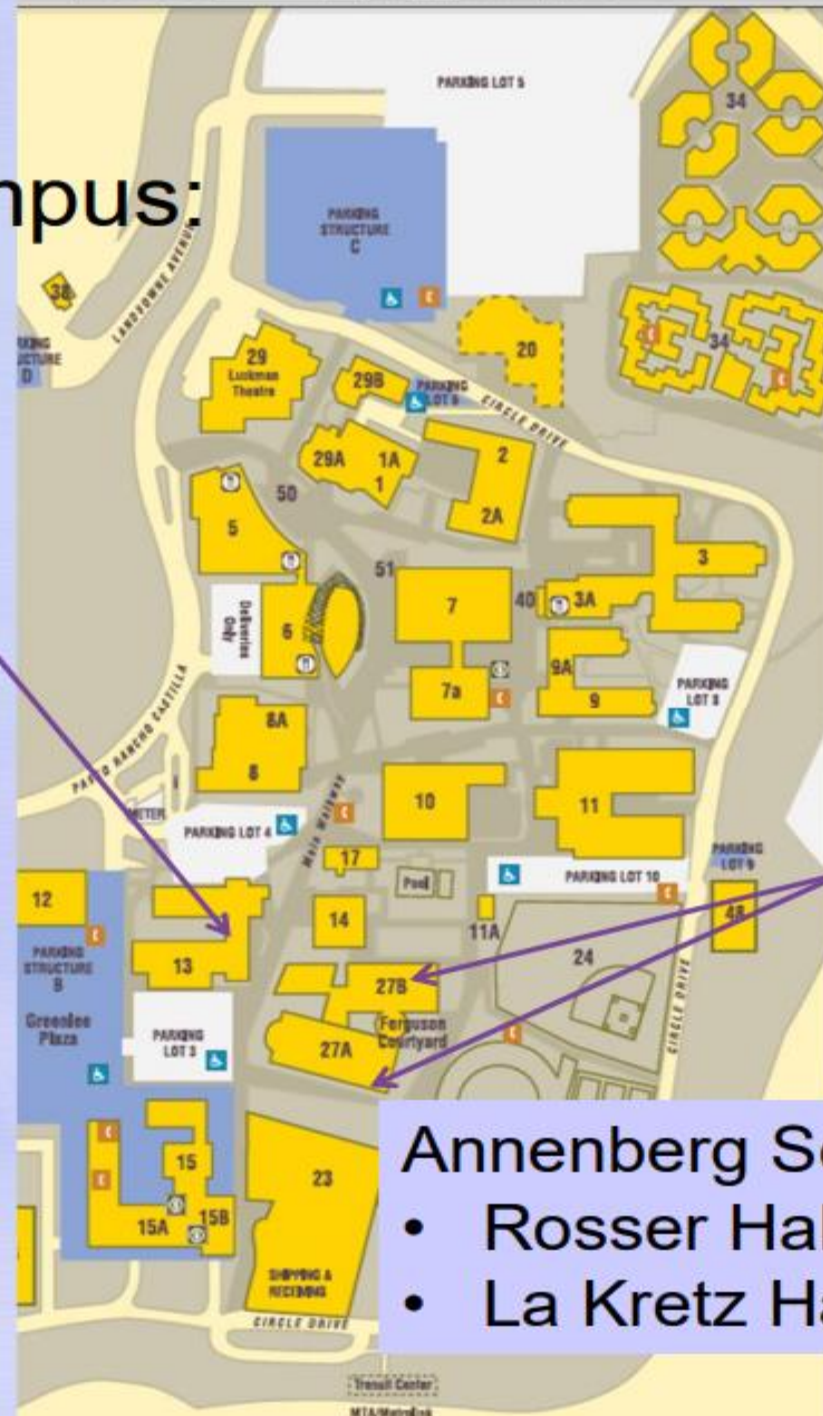 PARKING LOT 5
34
mpus:
PARKING
STRUCTURE
C
LANSDOWNE AVENUE
38
PARKING
STRUCTURE
D
34
20
29
Luckman
Theatre
29B
PARKING
LOT 6
CIRCLE DRIVE
29A
1A
1
2
2A
50
5
51
3
7
40
3A
Deliveries
Only
6
9A
9
7a
PARKING
LOT 8
8A
8
PASEO RANCHO CASTILLA
METER
PARKING LOT 4
Main Walkway
10
11
17
Pool
PARKING LOT 10
PARKING
LOT 9
12
14
11A
48
PARKING
STRUCTURE
B
13
24
27B
Greenlee
Plaza
PARKING
LOT 3
27A
Ferguson
Courtyard
CIRCLE DRIVE
15
15A
15B
23
SHIPPING &
RECEIVING
CIRCLE DRIVE
Annenberg Sc
• Rosser Hal
• La Kretz Ha
Transit Center
MTA/Metrolink